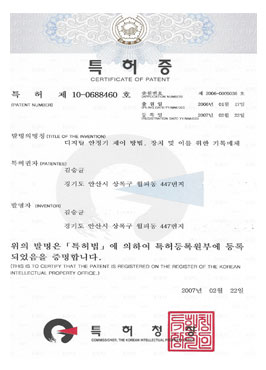 특허증
CERTIFICATE OF PATENT
특 허 제 10-0688460 호
(PATENT NUMBER)
출원번호 제 2006-0005035 호
(APPLICATION NUMBER)
출 원 일 2006년 01월 17일
(FILING DATE:YY/MM/DD)
등 록 일 2007년 02월 22일
(REGISTRATION DATE:YY/MM/DD)
발명의명칭 (TITLE OF THE INVENTION)
디지털 안정기 제어 방법, 장치 및 이를 위한 기록매체
특허권자 (PATENTEE)
김승균
경기도 안산시 상록구 월피동 447번지
발명자 (INVENTOR)
김승균
경기도 안산시 상록구 월피동 447번지
위의 발명은「특허법」에 의하여 특허등록원부에 등록
되었음을 증명합니다.
(THIS IS TO CERTIFY THAT THE PATENT IS REGISTERED ON THE REGISTER OF THE KOREAN
INTELLECTUAL PROPERTY OFFICE.)
2007년 02월 22일
특 허 청
COMMISSIONER, THE KOREAN INTELLECTUAL PROPERTY